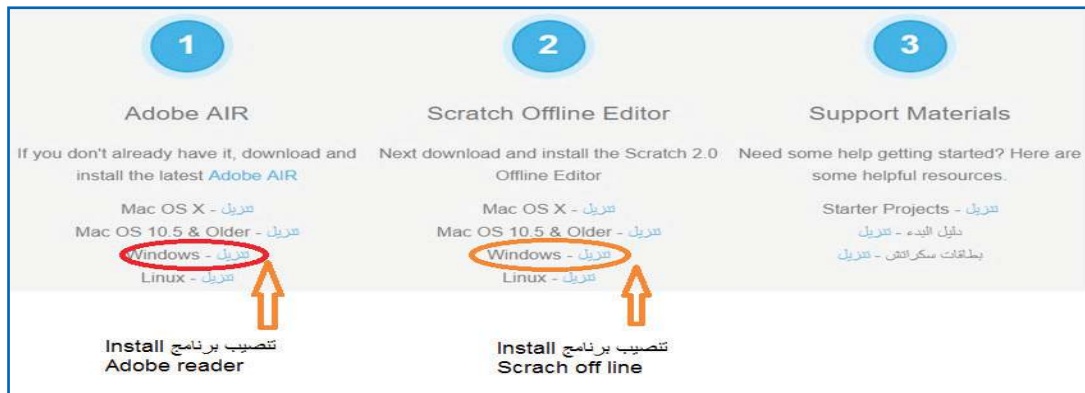 1
Adobe AIR
If you don't already have it, download and
install the latest Adobe AIR
Mac OS X - تنزيل
Mac OS 10.5 & Older - تنزيل
Windows - تنزيل
Linux - تنزيل
تنصيب برنامج Install
Adobe reader
2
Scratch Offline Editor
Next download and install the Scratch 2.0
Offline Editor
Mac OS X - تنزيل
Mac OS 10.5 & Older - تنزيل
Windows - تنزيل
Linux - تنزيل
تنصيب برنامج Install
Scrach off line
3
Support Materials
Need some help getting started? Here are
some helpful resources.
Starter Projects - تنزيل
دليل البدء - تنزيل
بطاقات سكراتش - تنزيل